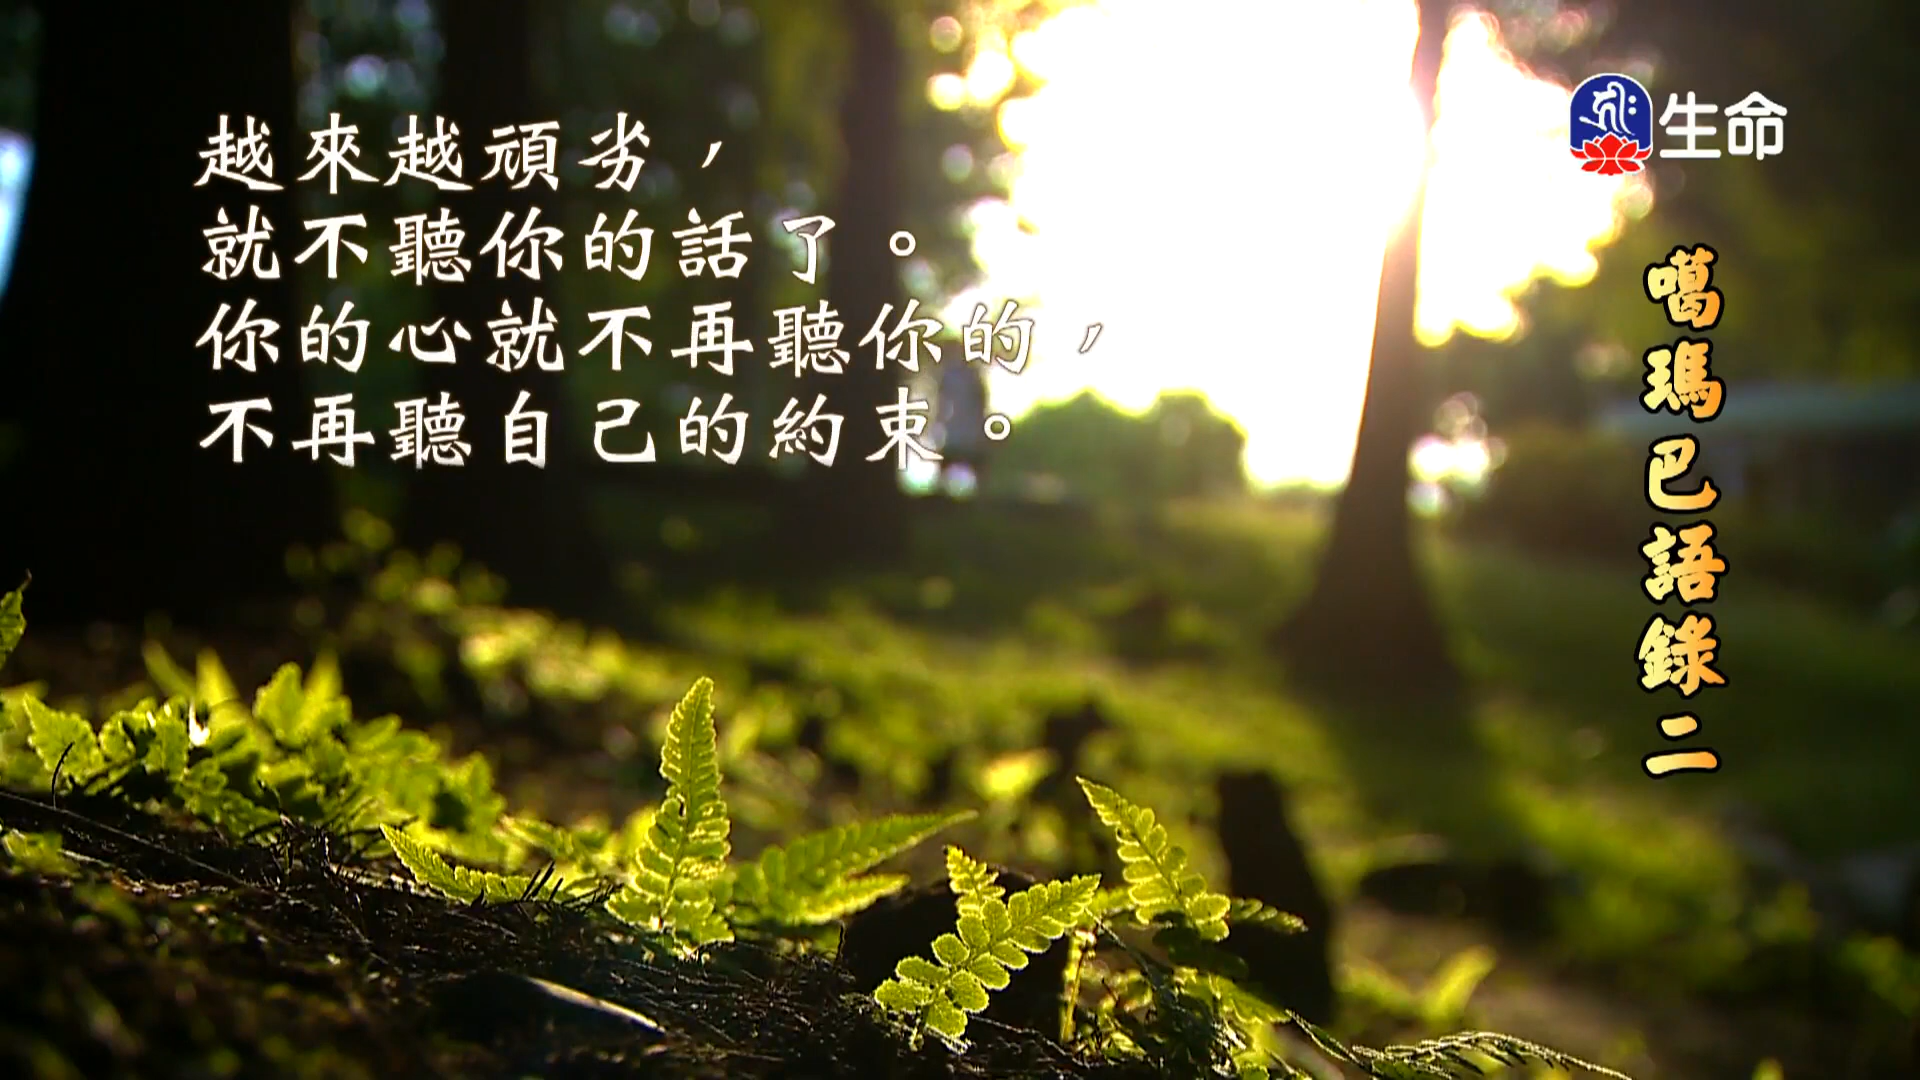 越來越頑劣，
就不聽你的話了。
你的心就不再聽你的，
不再聽自己的約束。
生命
噶瑪巴語錄二